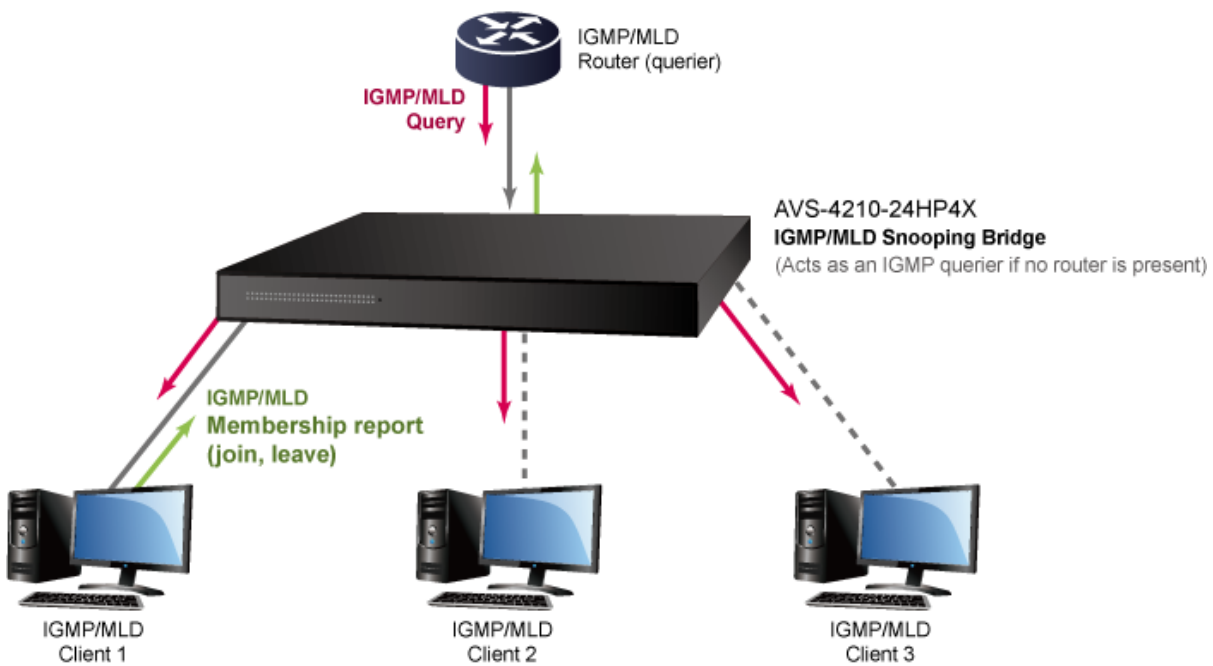 IGMP/MLD
Router (querier)
IGMP/MLD
Query
AVS-4210-24HP4X
IGMP/MLD Snooping Bridge
(Acts as an IGMP querier if no router is present)
IGMP/MLD
Membership report
(join, leave)
IGMP/MLD
Client 1
IGMP/MLD
Client 2
IGMP/MLD
Client 3